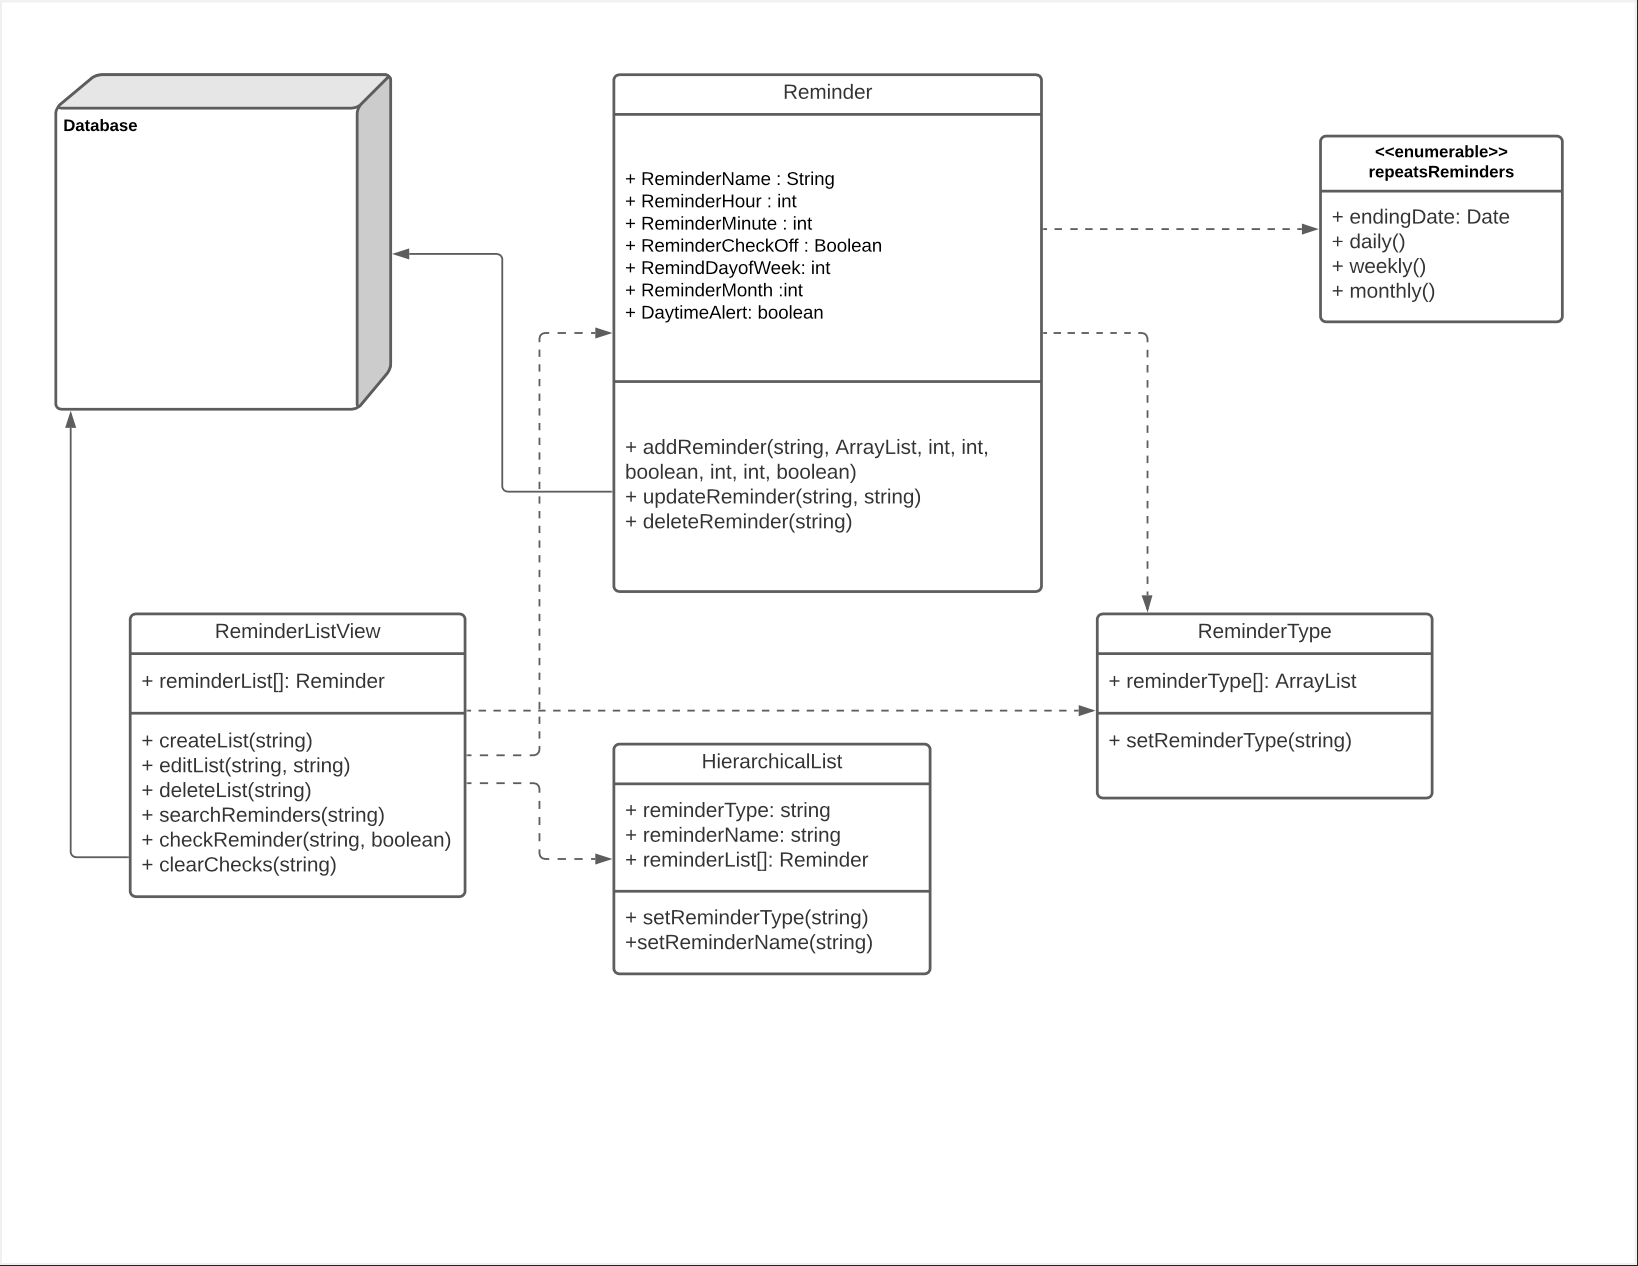 Database
Reminder
+ ReminderName : String
+ ReminderHour : int
+ ReminderMinute : int
+ ReminderCheckOff : Boolean
+ RemindDayofWeek: int
+ ReminderMonth :int
+ DaytimeAlert: boolean
+ addReminder(string, ArrayList, int, int,
boolean, int, int, boolean)
+ updateReminder(string, string)
+ deleteReminder(string)
<<enumerable>>
repeatsReminders
+ endingDate: Date
+ daily()
+ weekly()
+ monthly()
ReminderListView
+ reminderList[]: Reminder
+ createList(string)
+ editList(string, string)
+ deleteList(string)
+ searchReminders(string)
+ checkReminder(string, boolean)
+ clearChecks(string)
HierarchicalList
+ reminderType: string
+ reminderName: string
+ reminderList[]: Reminder
+ setReminderType(string)
+setReminderName(string)
ReminderType
+ reminderType[]: ArrayList
+ setReminderType(string)